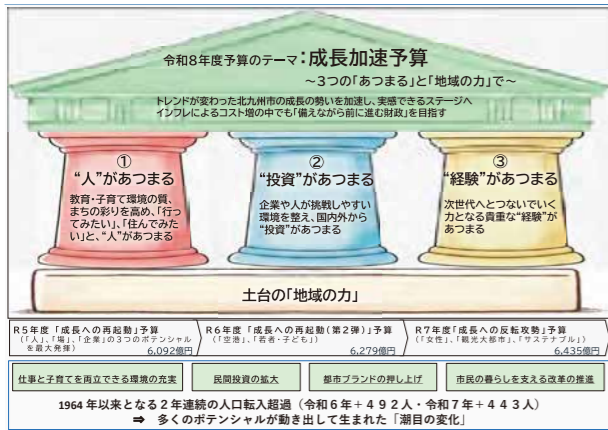 令和8年度予算のテーマ：成長加速予算
～3つの「あつまる」と「地域の力」で～
トレンドが変わった北九州市の成長の勢いを加速し、実感できるステージへ
インフレによるコスト増の中でも「備えながら前に進む財政」を目指す
①
“人”があつまる
教育・子育て環境の質、
まちの彩りを高め、「行っ
てみたい」、「住んでみた
い」と、“人”があつまる
②
“投資”があつまる
企業や人が挑戦しやすい
環境を整え、国内外から
“投資”があつまる
③
“経験”があつまる
次世代へとつないでいく
力となる貴重な“経験”が
あつまる
土台の「地域の力」
R5年度 「成長への再起動」予算
（「人」、「場」、「企業」の3つのポテンシャル
を最大発揮）
6,092億円
R6年度 「成長への再起動（第2弾）」予算
（「空港」、「若者・子ども」）
6,279億円
R7年度「成長への反転攻勢」予算
（「女性」、「観光大都市」、「サステナブル」）
6,435億円
仕事と子育てを両立できる環境の充実
民間投資の拡大
都市ブランドの押し上げ
市民の暮らしを支える改革の推進
1964年以来となる2年連続の人口転入超過（令和6年＋492人・令和7年＋443人）
⇒ 多くのポテンシャルが動き出して生まれた「潮目の変化」